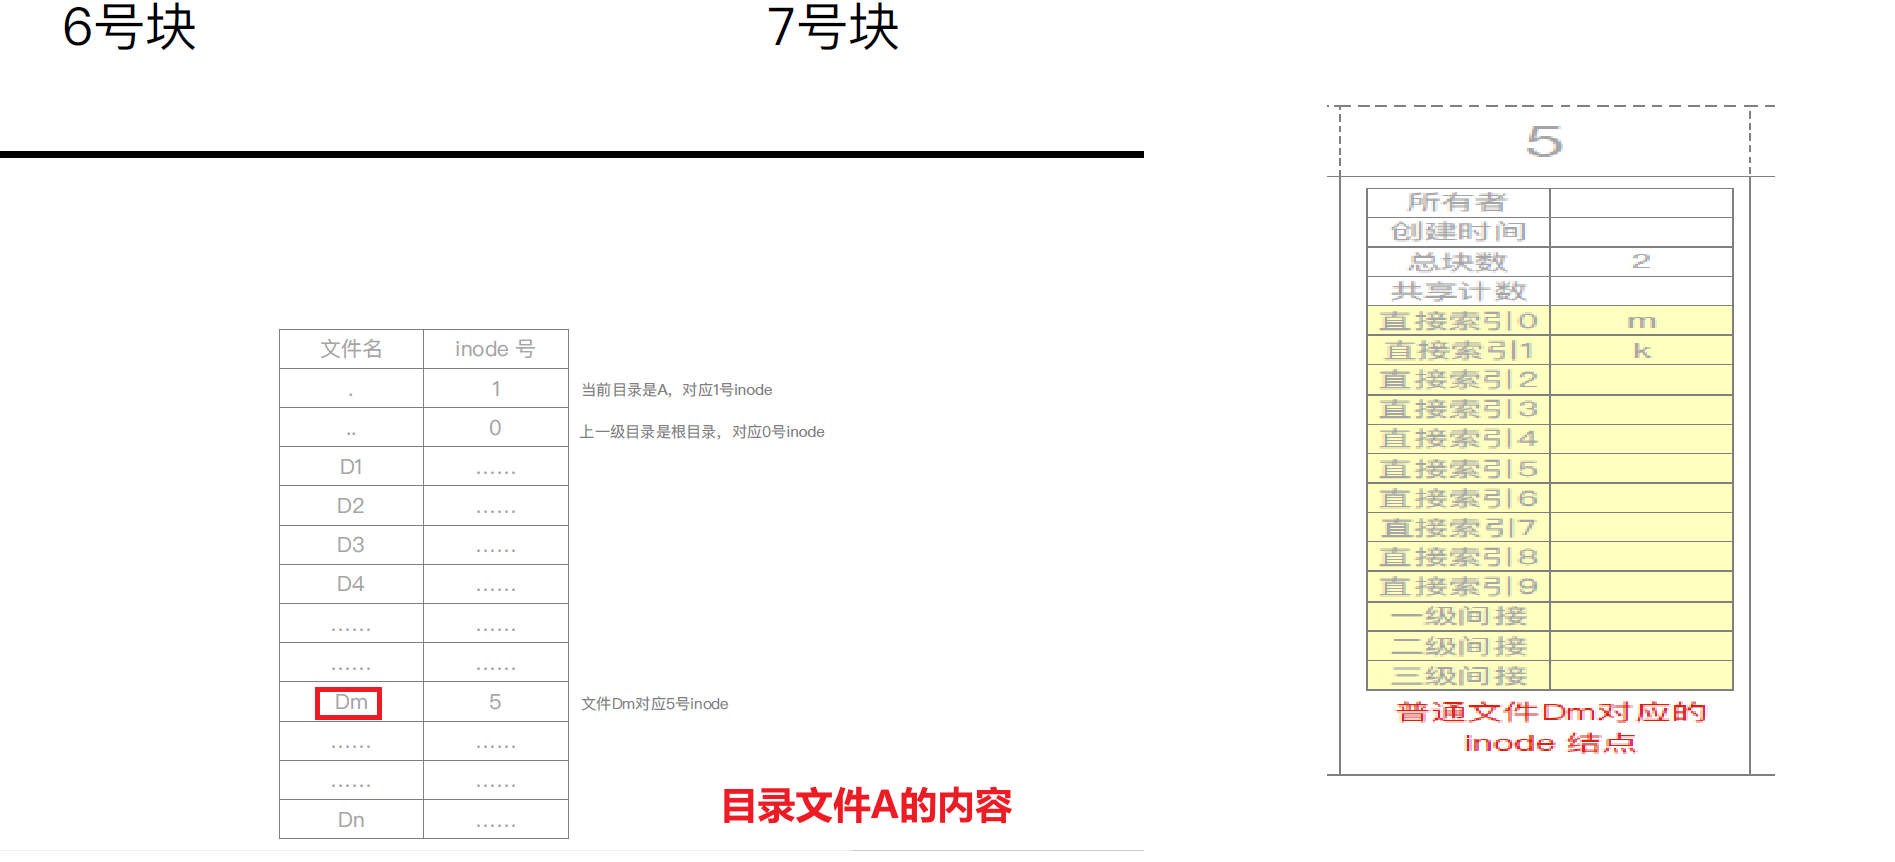 6号块
7号块
文件名 inode 号
. 1 当前目录是A，对应1号inode
.. 0 上一级目录是根目录，对应0号inode
D1 ......
D2 ......
D3 ......
D4 ......
...... ......
...... ......
Dm 5 文件Dm对应5号inode
...... ......
...... ......
Dn ......
目录文件A的内容
5
所有者
创建时间
总块数 2
共享计数
直接索引0 m
直接索引1 k
直接索引2
直接索引3
直接索引4
直接索引5
直接索引6
直接索引7
直接索引8
直接索引9
一级间接
二级间接
三级间接
普通文件Dm对应的
inode 结点